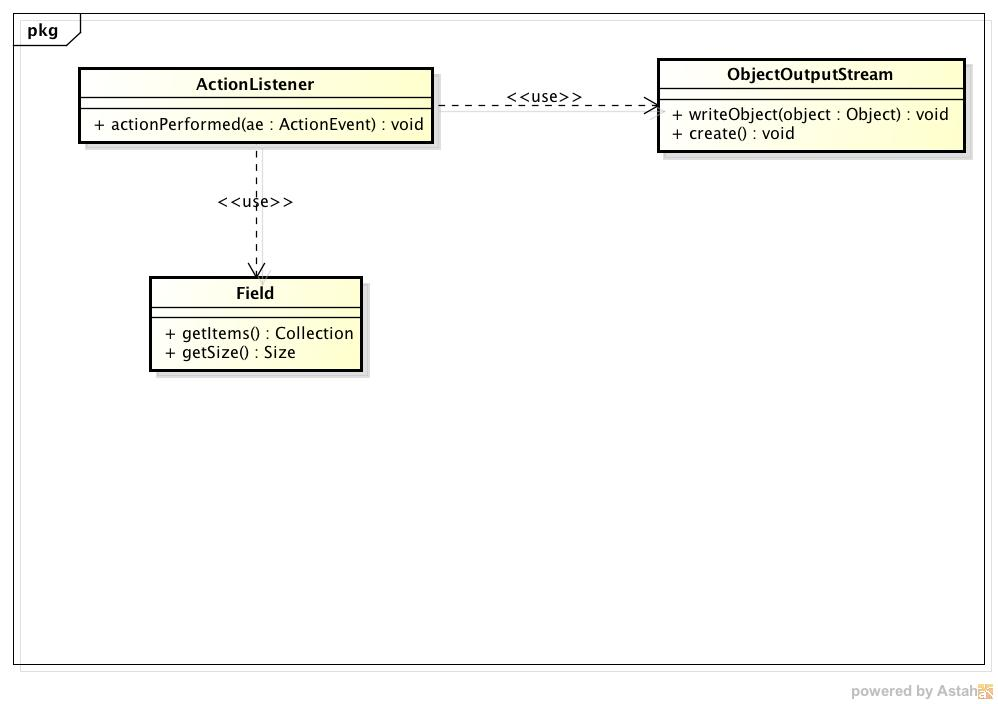 pkg
ActionListener
+ actionPerformed(ae : ActionEvent) : void
<<use>>
ObjectOutputStream
+ writeObject(object : Object) : void
+ create() : void
<<use>>
Field
+ getItems() : Collection
+ getSize() : Size
powered by Astah